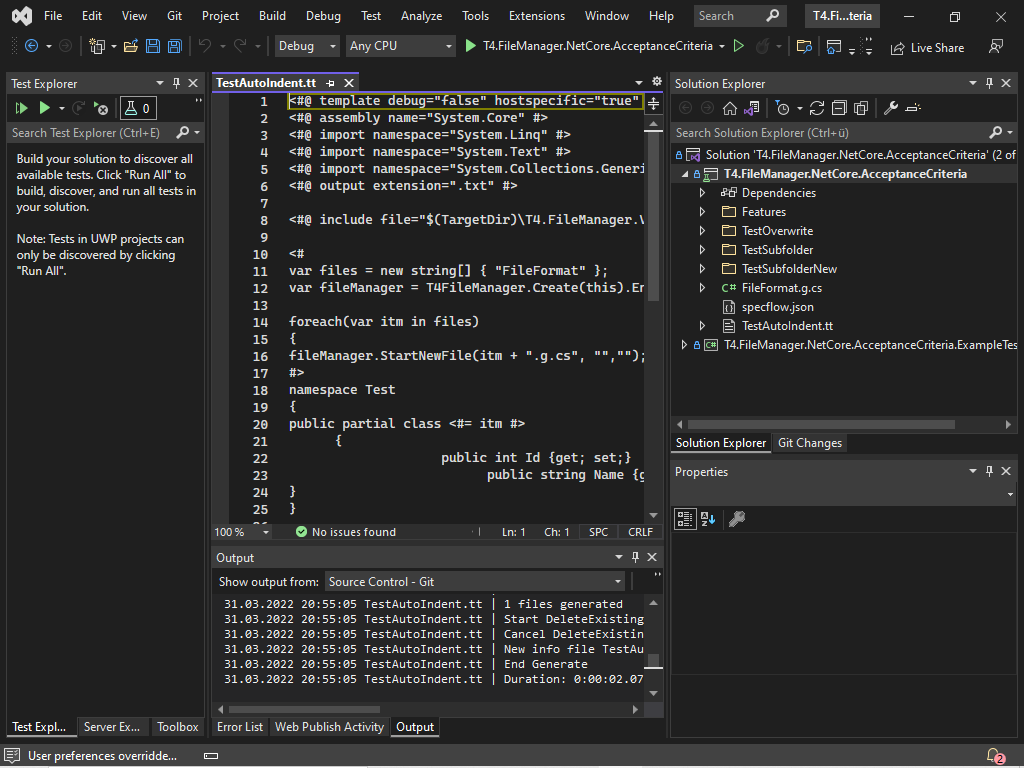 File Edit View Git Project Build Debug Test Analyze Tools Extensions Window Help Search T4.Fi...teria
Debug Any CPU T4.FileManager.NetCore.AcceptanceCriteria Live Share
Test Explorer
0
Search Test Explorer (Ctrl+E)
Build your solution to discover all
available tests. Click "Run All" to
build, discover, and run all tests in
your solution.
Note: Tests in UWP projects can
only be discovered by clicking
"Run All".
Test Expl... Server Ex... Toolbox
TestAutoIndent.tt
1 <#@ template debug="false" hostspecific="true"
2 <#@ assembly name="System.Core" #>
3 <#@ import namespace="System.Linq" #>
4 <#@ import namespace="System.Text" #>
5 <#@ import namespace="System.Collections.Generi
6 <#@ output extension=".txt" #>
7
8 <#@ include file="$(TargetDir)\T4.FileManager.V
9
10 <#
11 var files = new string[] { "FileFormat" };
12 var fileManager = T4FileManager.Create(this).En
13
14 foreach(var itm in files)
15 {
16 fileManager.StartNewFile(itm + ".g.cs", "","");
17 #>
18 namespace Test
19 {
20 public partial class <#= itm #>
21 {
22 public int Id {get; set;}
23 public string Name {g
24 }
25 }
100 % No issues found Ln: 1 Ch: 1 SPC CRLF
Output
Show output from: Source Control - Git
31.03.2022 20:55:05 TestAutoIndent.tt | 1 files generated
31.03.2022 20:55:05 TestAutoIndent.tt | Start DeleteExisting
31.03.2022 20:55:05 TestAutoIndent.tt | Cancel DeleteExistin
31.03.2022 20:55:05 TestAutoIndent.tt | New info file TestAu
31.03.2022 20:55:05 TestAutoIndent.tt | End Generate
31.03.2022 20:55:05 TestAutoIndent.tt | Duration: 0:00:02.07
Error List Web Publish Activity Output
Solution Explorer
Search Solution Explorer (Ctrl+ü)
Solution 'T4.FileManager.NetCore.AcceptanceCriteria' (2 of
T4.FileManager.NetCore.AcceptanceCriteria
Dependencies
Features
TestOverwrite
TestSubfolder
TestSubfolderNew
C# FileFormat.g.cs
specflow.json
TestAutoIndent.tt
C# T4.FileManager.NetCore.AcceptanceCriteria.ExampleTes
Solution Explorer Git Changes
Properties
User preferences overridde... 2